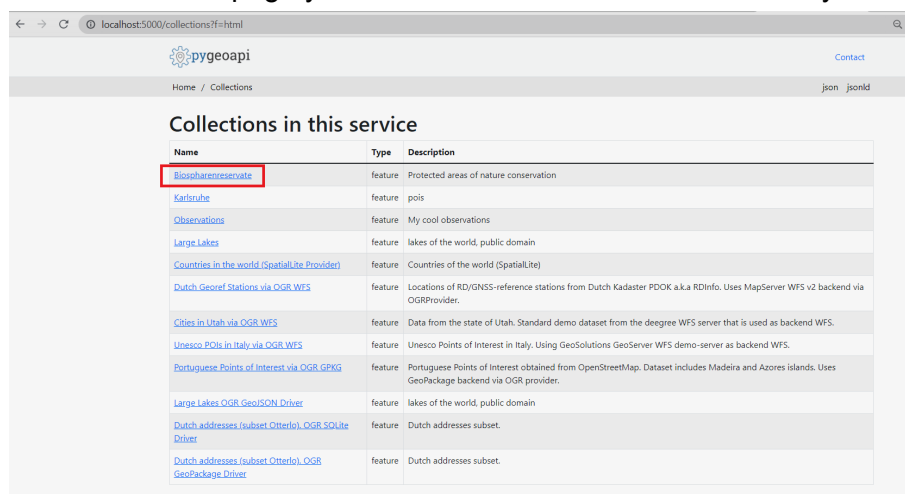 localhost:5000/collections?f=html
pygeoapi
Contact
Home / Collections
json jsonld
Collections in this service
Name Type Description
Biospharenreservate feature Protected areas of nature conservation
Karlsruhe feature pois
Observations feature My cool observations
Large Lakes feature lakes of the world, public domain
Countries in the world (SpatialLite Provider) feature Countries of the world (SpatialLite)
Dutch Georef Stations via OGR WFS feature Locations of RD/GNSS-reference stations from Dutch Kadaster PDOK a.k.a RDInfo. Uses MapServer WFS v2 backend via
OGRProvider.
Cities in Utah via OGR WFS feature Data from the state of Utah. Standard demo dataset from the deegree WFS server that is used as backend WFS.
Unesco POIs in Italy via OGR WFS feature Unesco Points of Interest in Italy. Using GeoSolutions GeoServer WFS demo-server as backend WFS.
Portuguese Points of Interest via OGR GPKG feature Portuguese Points of Interest obtained from OpenStreetMap. Dataset includes Madeira and Azores islands. Uses
GeoPackage backend via OGR provider.
Large Lakes OGR GeoJSON Driver feature lakes of the world, public domain
Dutch addresses (subset Otterlo). OGR SQLite feature Dutch addresses subset.
Driver
Dutch addresses (subset Otterlo). OGR feature Dutch addresses subset.
GeoPackage Driver